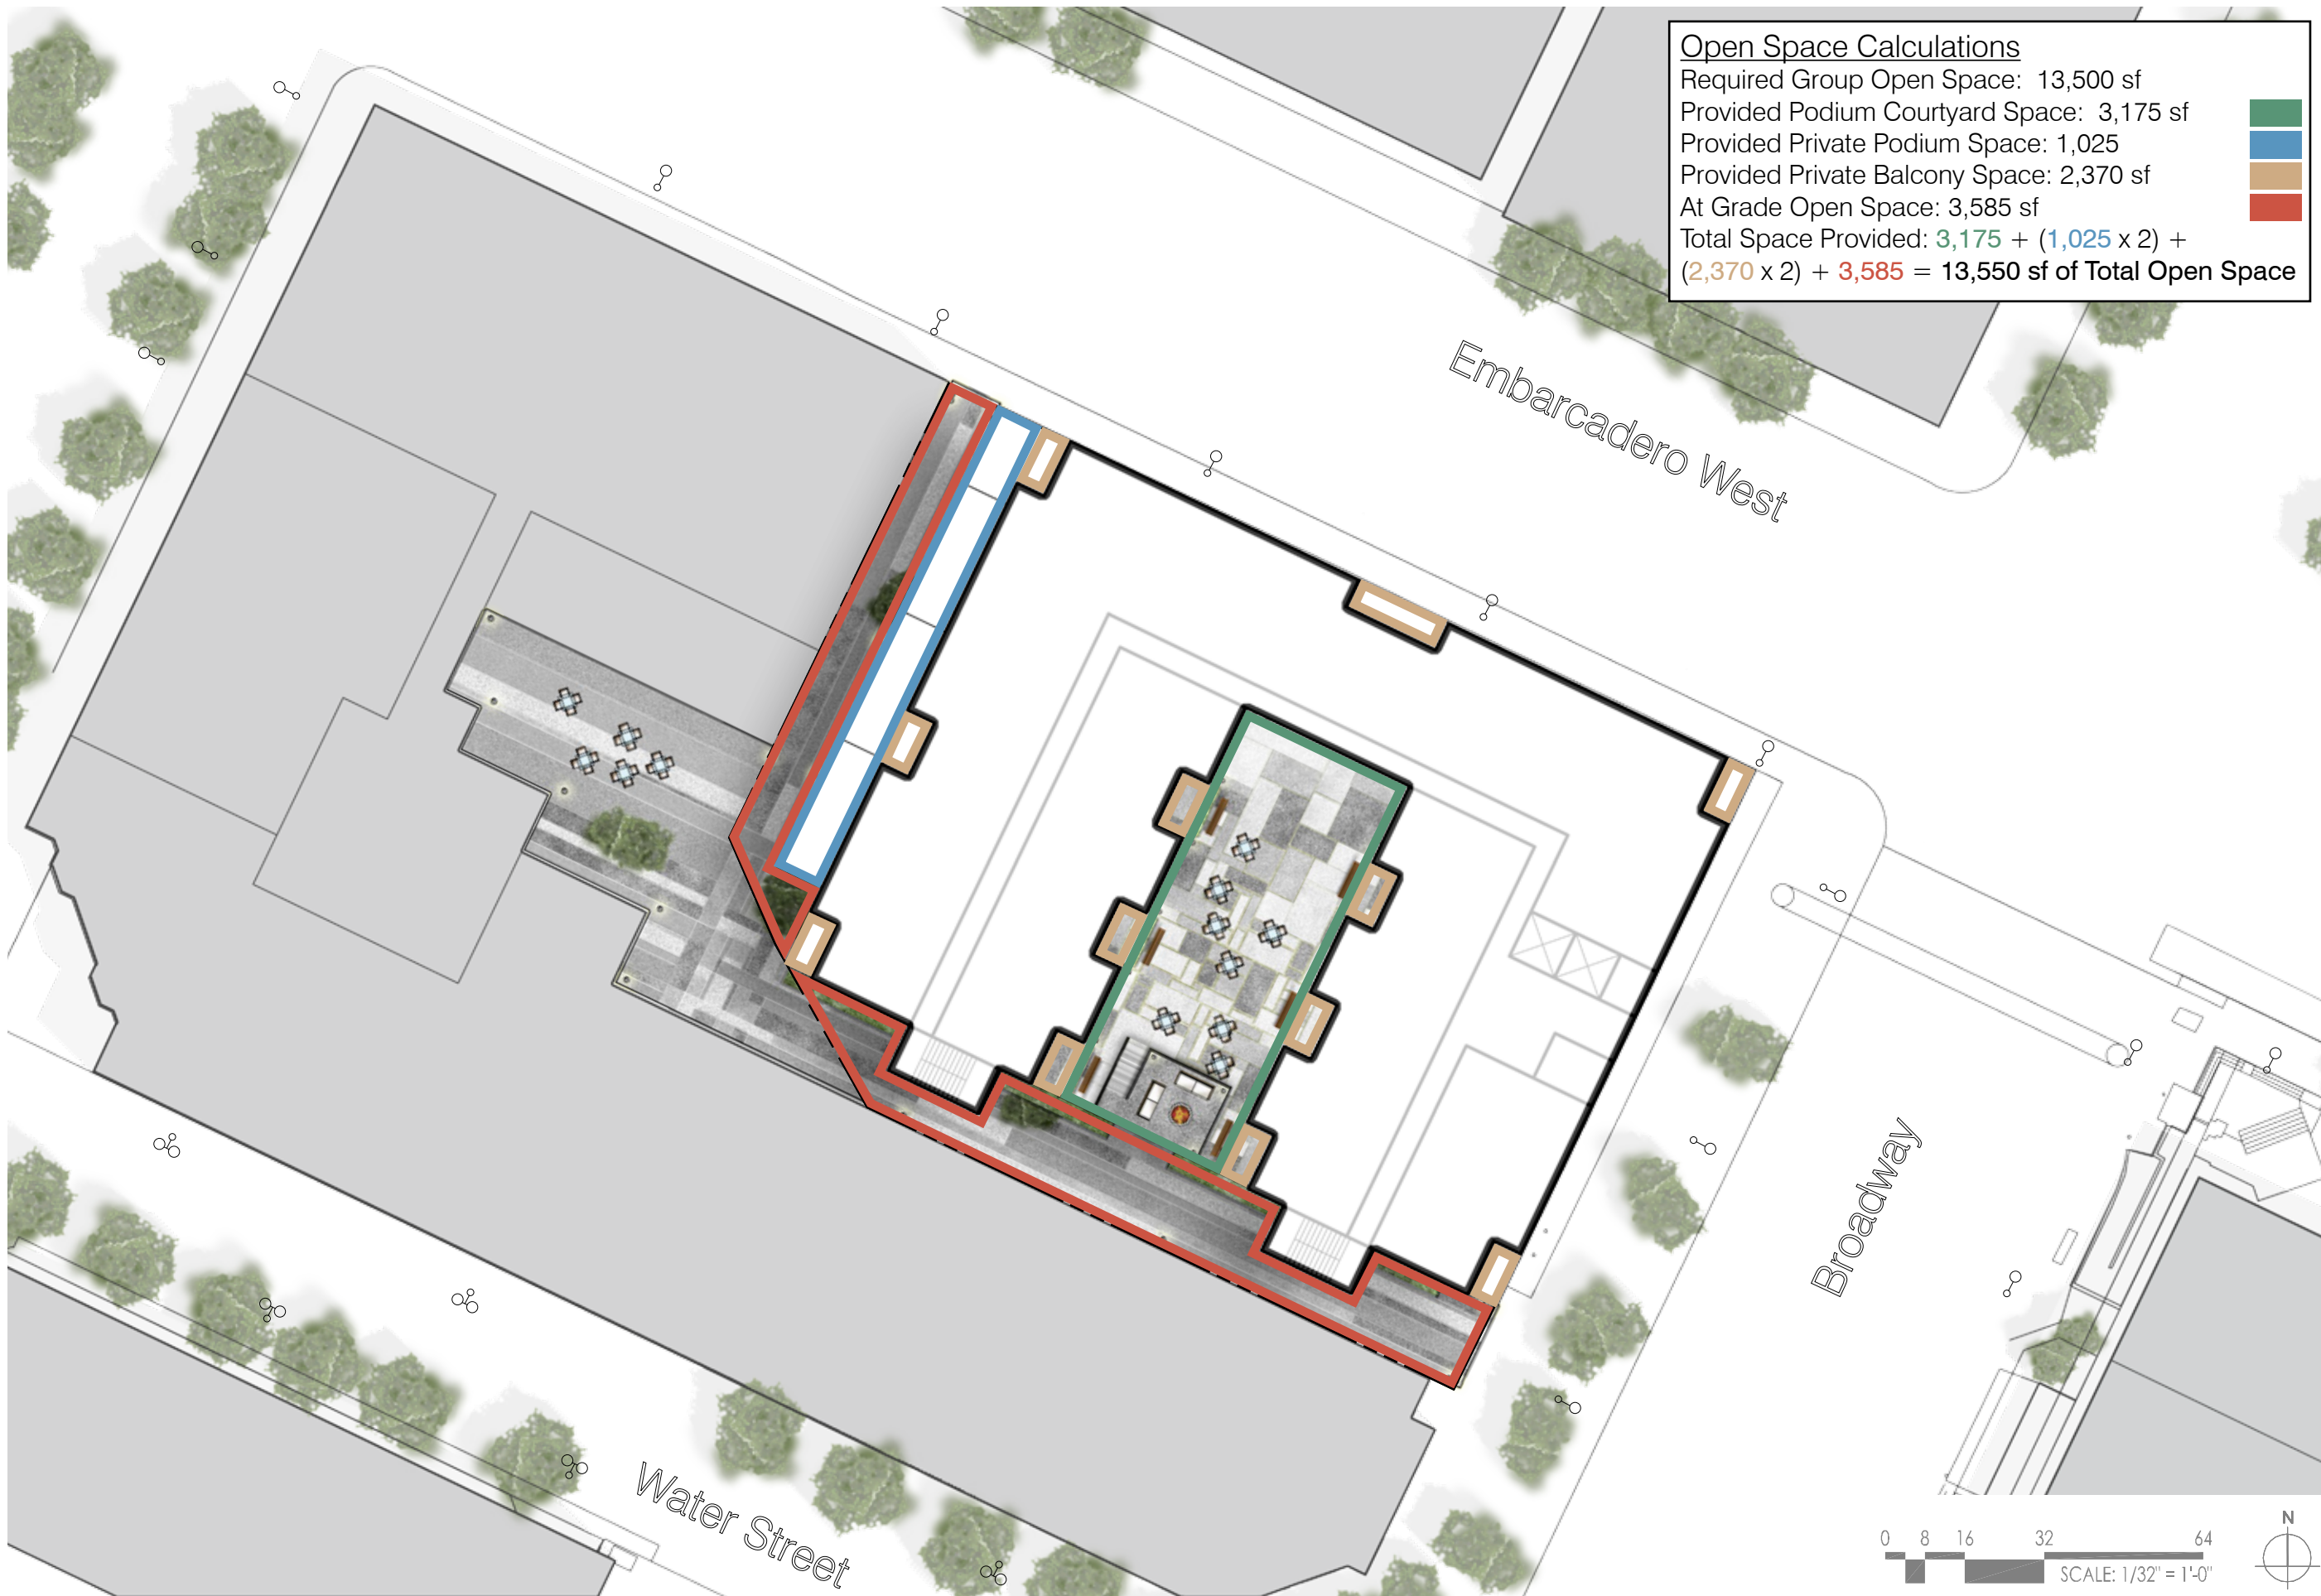 Open Space Calculations
Required Group Open Space: 13,500 sf
Provided Podium Courtyard Space: 3,175 sf
Provided Private Podium Space: 1,025
Provided Private Balcony Space: 2,370 sf
At Grade Open Space: 3,585 sf
Total Space Provided: 3,175 + (1,025 x 2) +
(2,370 x 2) + 3,585 = 13,550 sf of Total Open Space
Embarcadero West
Broadway
Water Street
0 8 16 32 64
SCALE: 1/32" = 1'-0"
N